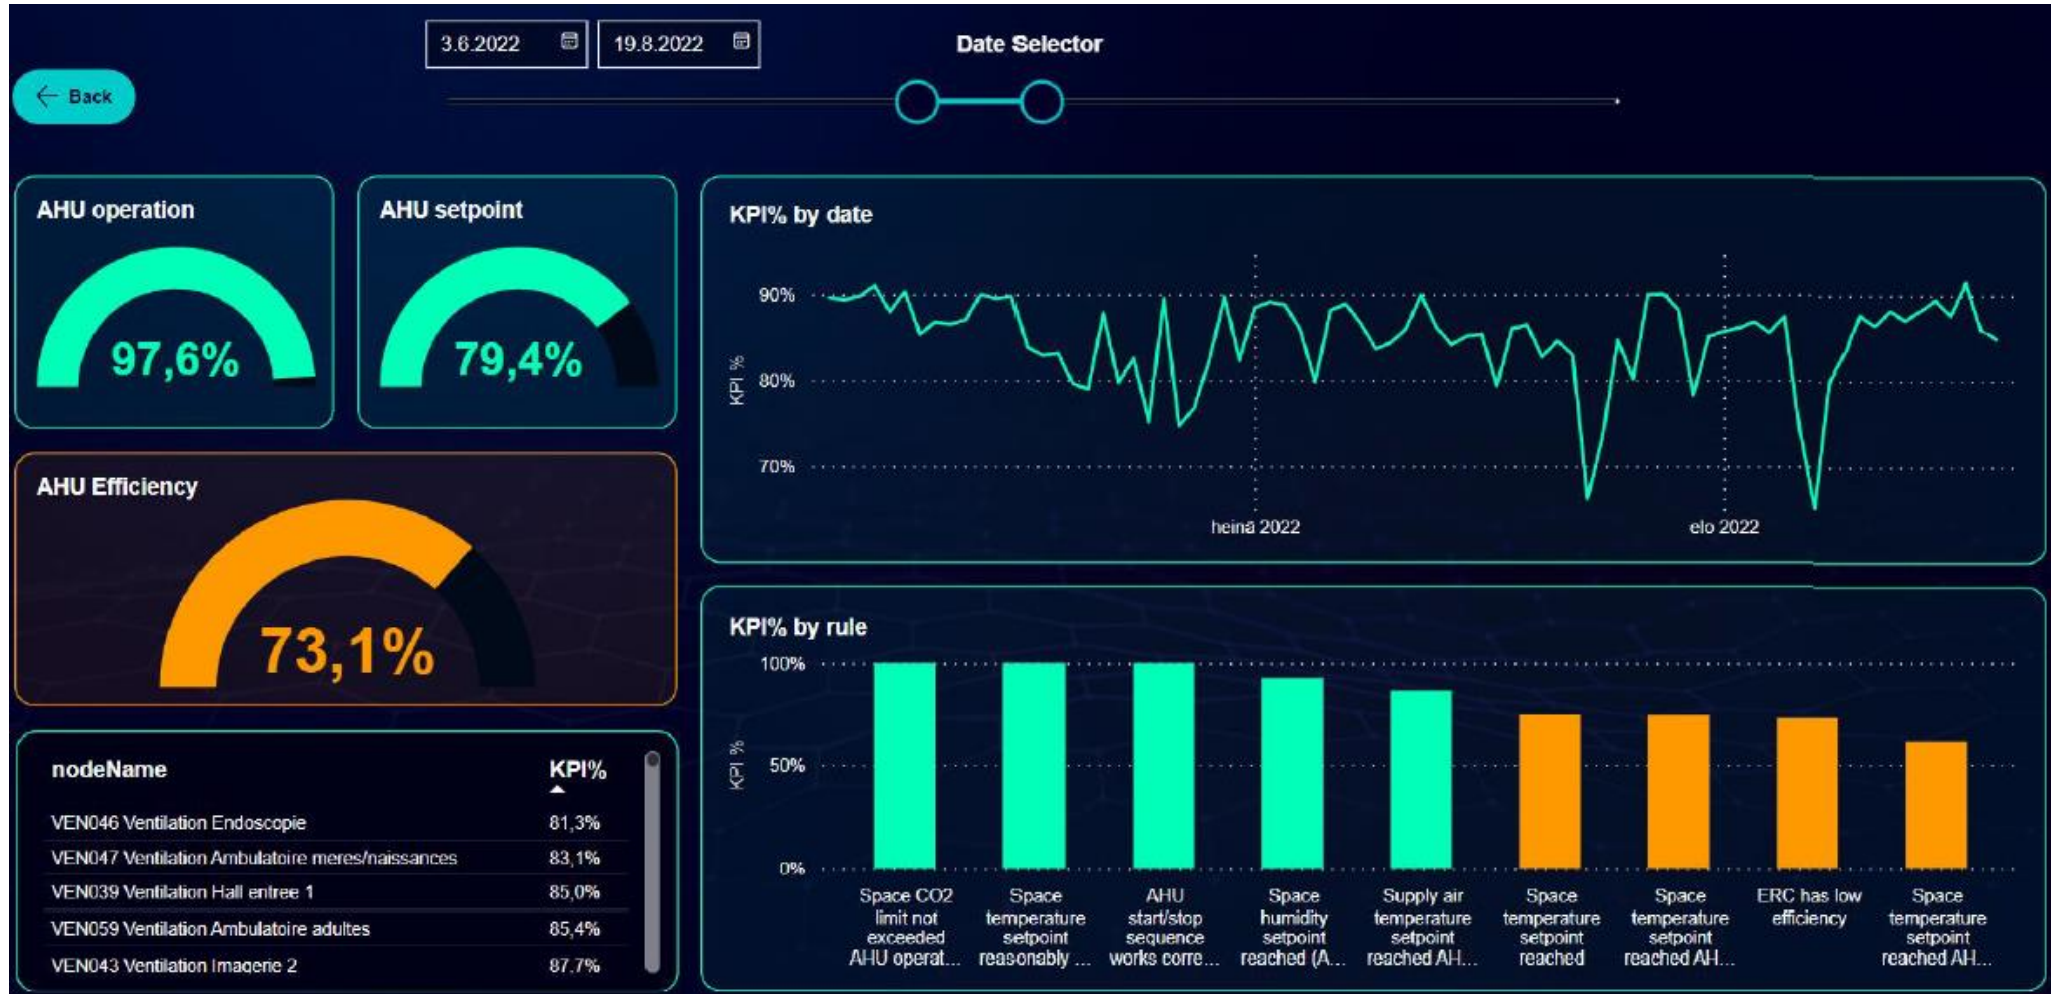 3.6.2022
19.8.2022
Date Selector
← Back
AHU operation
97,6%
AHU setpoint
79,4%
AHU Efficiency
73,1%
nodeName KPI%
VEN046 Ventilation Endoscopie 81,3%
VEN047 Ventilation Ambulatoire meres/naissances 83,1%
VEN039 Ventilation Hall entree 1 85,0%
VEN059 Ventilation Ambulatoire adultes 85,4%
VEN043 Ventilation Imagerie 2 87,7%
KPI% by date
KPI %
90%
80%
70%
heinä 2022
elo 2022
KPI% by rule
KPI %
100%
50%
0%
Space CO2
limit not
exceeded
AHU operat...
Space
temperature
setpoint
reasonably ...
AHU
start/stop
sequence
works corre...
Space
humidity
setpoint
reached (A...
Supply air
temperature
setpoint
reached AH...
Space
temperature
setpoint
reached
Space
temperature
setpoint
reached AH...
ERC has low
efficiency
Space
temperature
setpoint
reached AH...